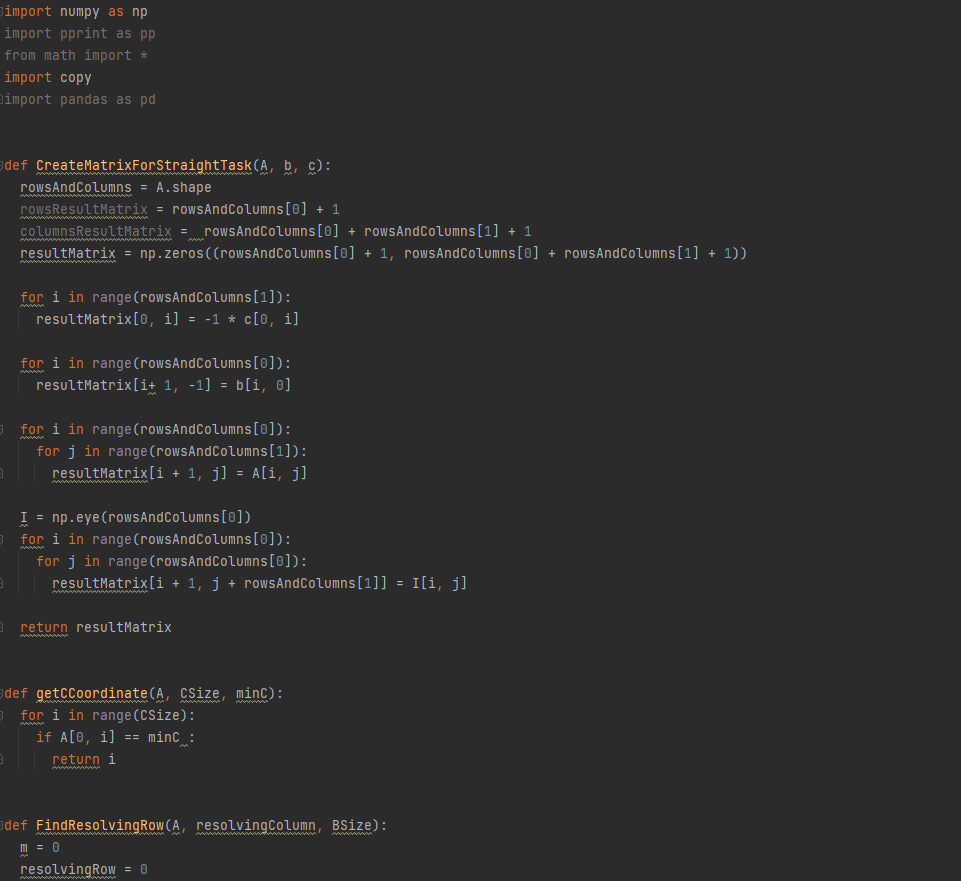 import numpy as np
import pprint as pp
from math import *
import copy
import pandas as pd
def CreateMatrixForStraightTask(A, b, c):
  rowsAndColumns = A.shape
  rowsResultMatrix = rowsAndColumns[0] + 1
  columnsResultMatrix =  rowsAndColumns[0] + rowsAndColumns[1] + 1
  resultMatrix = np.zeros((rowsAndColumns[0] + 1, rowsAndColumns[0] + rowsAndColumns[1] + 1))
  for i in range(rowsAndColumns[1]):
    resultMatrix[0, i] = -1 * c[0, i]
  for i in range(rowsAndColumns[0]):
    resultMatrix[i+ 1, -1] = b[i, 0]
  for i in range(rowsAndColumns[0]):
    for j in range(rowsAndColumns[1]):
      resultMatrix[i + 1, j] = A[i, j]
  I = np.eye(rowsAndColumns[0])
  for i in range(rowsAndColumns[0]):
    for j in range(rowsAndColumns[0]):
      resultMatrix[i + 1, j + rowsAndColumns[1]] = I[i, j]
  return resultMatrix
def getCCoordinate(A, CSize, minC):
  for i in range(CSize):
    if A[0, i] == minC :
      return i
def FindResolvingRow(A, resolvingColumn, BSize):
  m = 0
  resolvingRow = 0